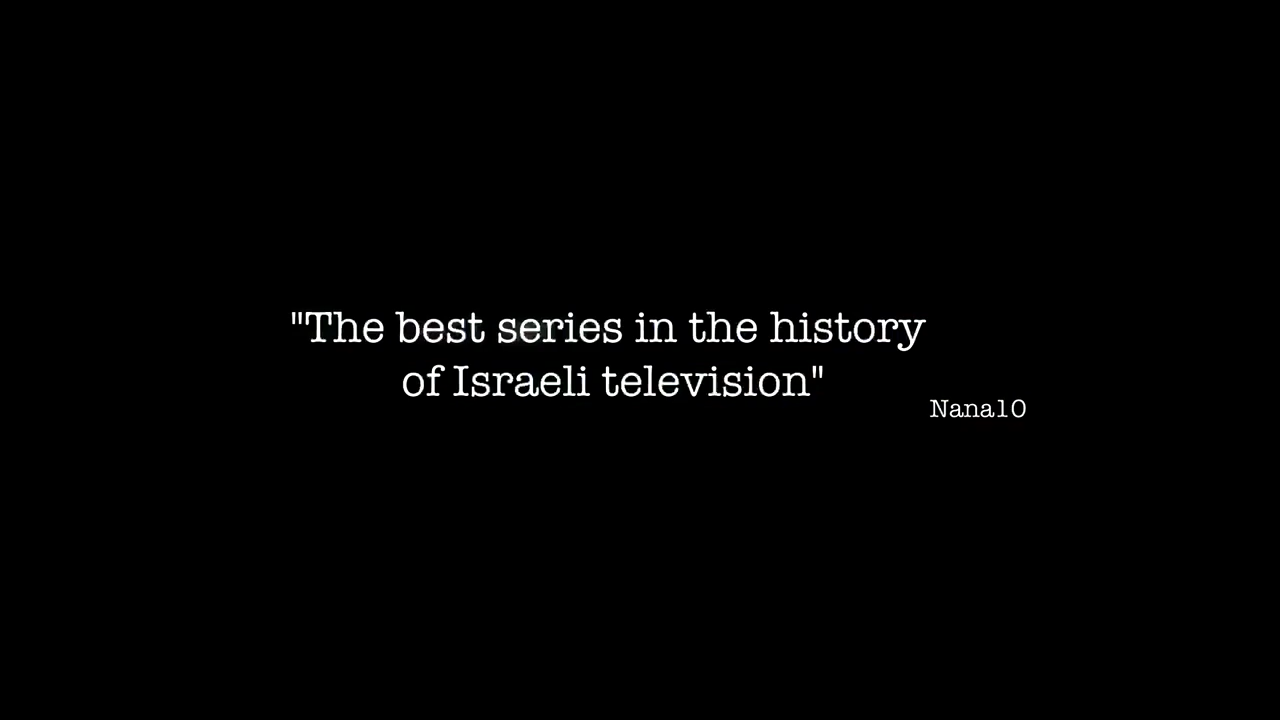 "The best series in the history
of Israeli television"
Nana10